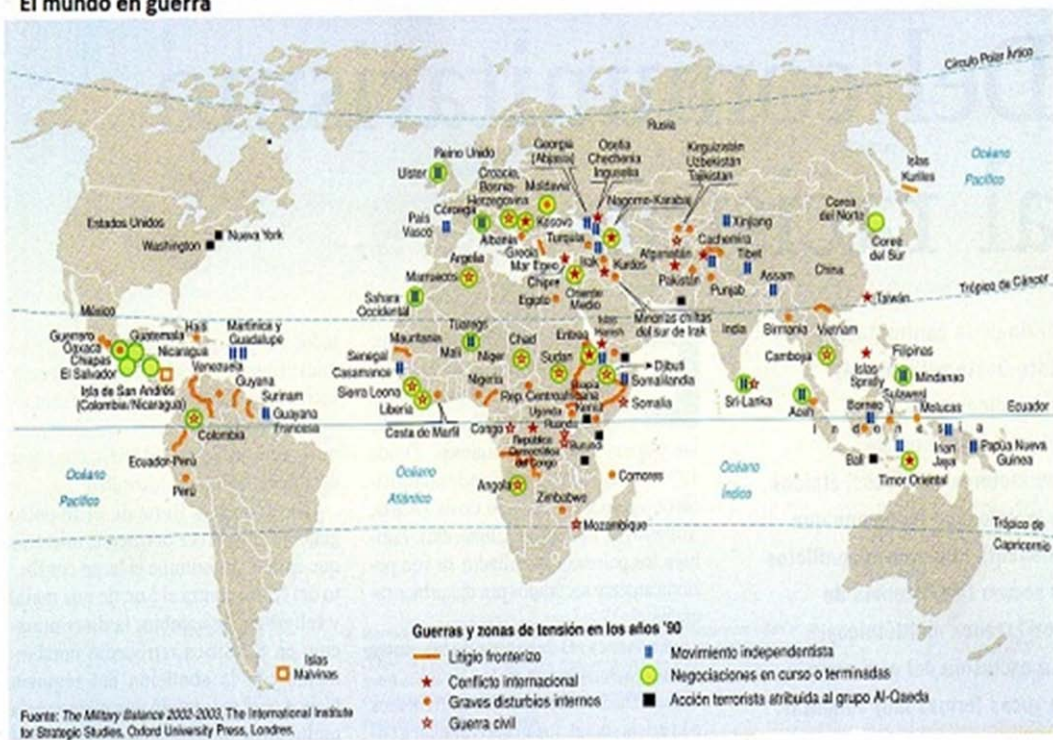 El mundo en guerra
Círculo Polar Ártico
Rusia
Georgia
(Abjasia)
Osetia
Chechenia
Ingusetia
Kirguizistán
Uzbekistán
Tajikistán
Reino Unido
Ulster
Croacia,
Bosnia-
Herzegovina
Moldavia
Islas
Kuriles
Océano
Pacífico
Córcega
Nagorno-Karabaj
Corea
del Norte
País
Vasco
Kosovo
Xinjiang
Estados Unidos
Nueva York
Washington
Albania
Turquía
Cachemira
Corea
del Sur
Grecia
Argelia
Mar Egeo
Irak
Kurdos
Afganistán
Tíbet
China
Marruecos
Chipre
Pakistán
Assam
Trópico de Cáncer
Punjab
Sahara
Occidental
Egipto
Oriente
Medio
Taiwán
México
Minorías chiítas
del sur de Irak
India
Birmania
Vietnam
Haití
Martinica y
Guadalupe
Tuaregs
Guerrero
Guatemala
Mauritania
Chad
Eritrea
Oaxaca
Chiapas
Nicaragua
Senegal
Malí
Níger
Sudán
Djibuti
Camboya
Filipinas
El Salvador
Venezuela
Casamance
Somalilandia
Islas
Spratly
Mindanao
Isla de San Andrés
(Colombia/Nicaragua)
Guyana
Sierra Leona
Nigeria
Rep. Centroafricana
Sri-Lanka
Surinam
Liberia
Uganda
Somalia
Aceh
Borneo
Molucas
Ecuador
Guayana
Francesa
Costa de Marfil
Congo
Ruanda
Colombia
República
Democrática
del Congo
Burundi
Bali
Irian
Jaya
Papúa Nueva
Guinea
Ecuador-Perú
Océano
Pacífico
Océano
Atlántico
Océano
Índico
Timor Oriental
Perú
Angola
Comores
Zimbabwe
Mozambique
Trópico de
Capricornio
Guerras y zonas de tensión en los años '90
Litigio fronterizo
Movimiento independentista
Conflicto internacional
Negociaciones en curso o terminadas
Graves disturbios internos
Acción terrorista atribuida al grupo Al-Qaeda
Guerra civil
Islas
Malvinas
Fuente: The Military Balance 2002-2003, The International Institute
for Strategic Studies, Oxford University Press, Londres.